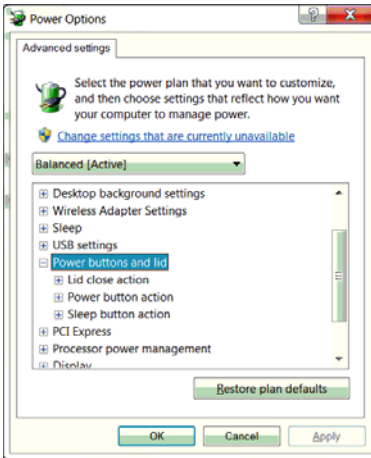 Power Options
Advanced settings
Select the power plan that you want to customize,
and then choose settings that reflect how you want
your computer to manage power.
Change settings that are currently unavailable
Balanced [Active]
Desktop background settings
Wireless Adapter Settings
Sleep
USB settings
Power buttons and lid
Lid close action
Power button action
Sleep button action
PCI Express
Processor power management
Display
Restore plan defaults
OK
Cancel
Apply